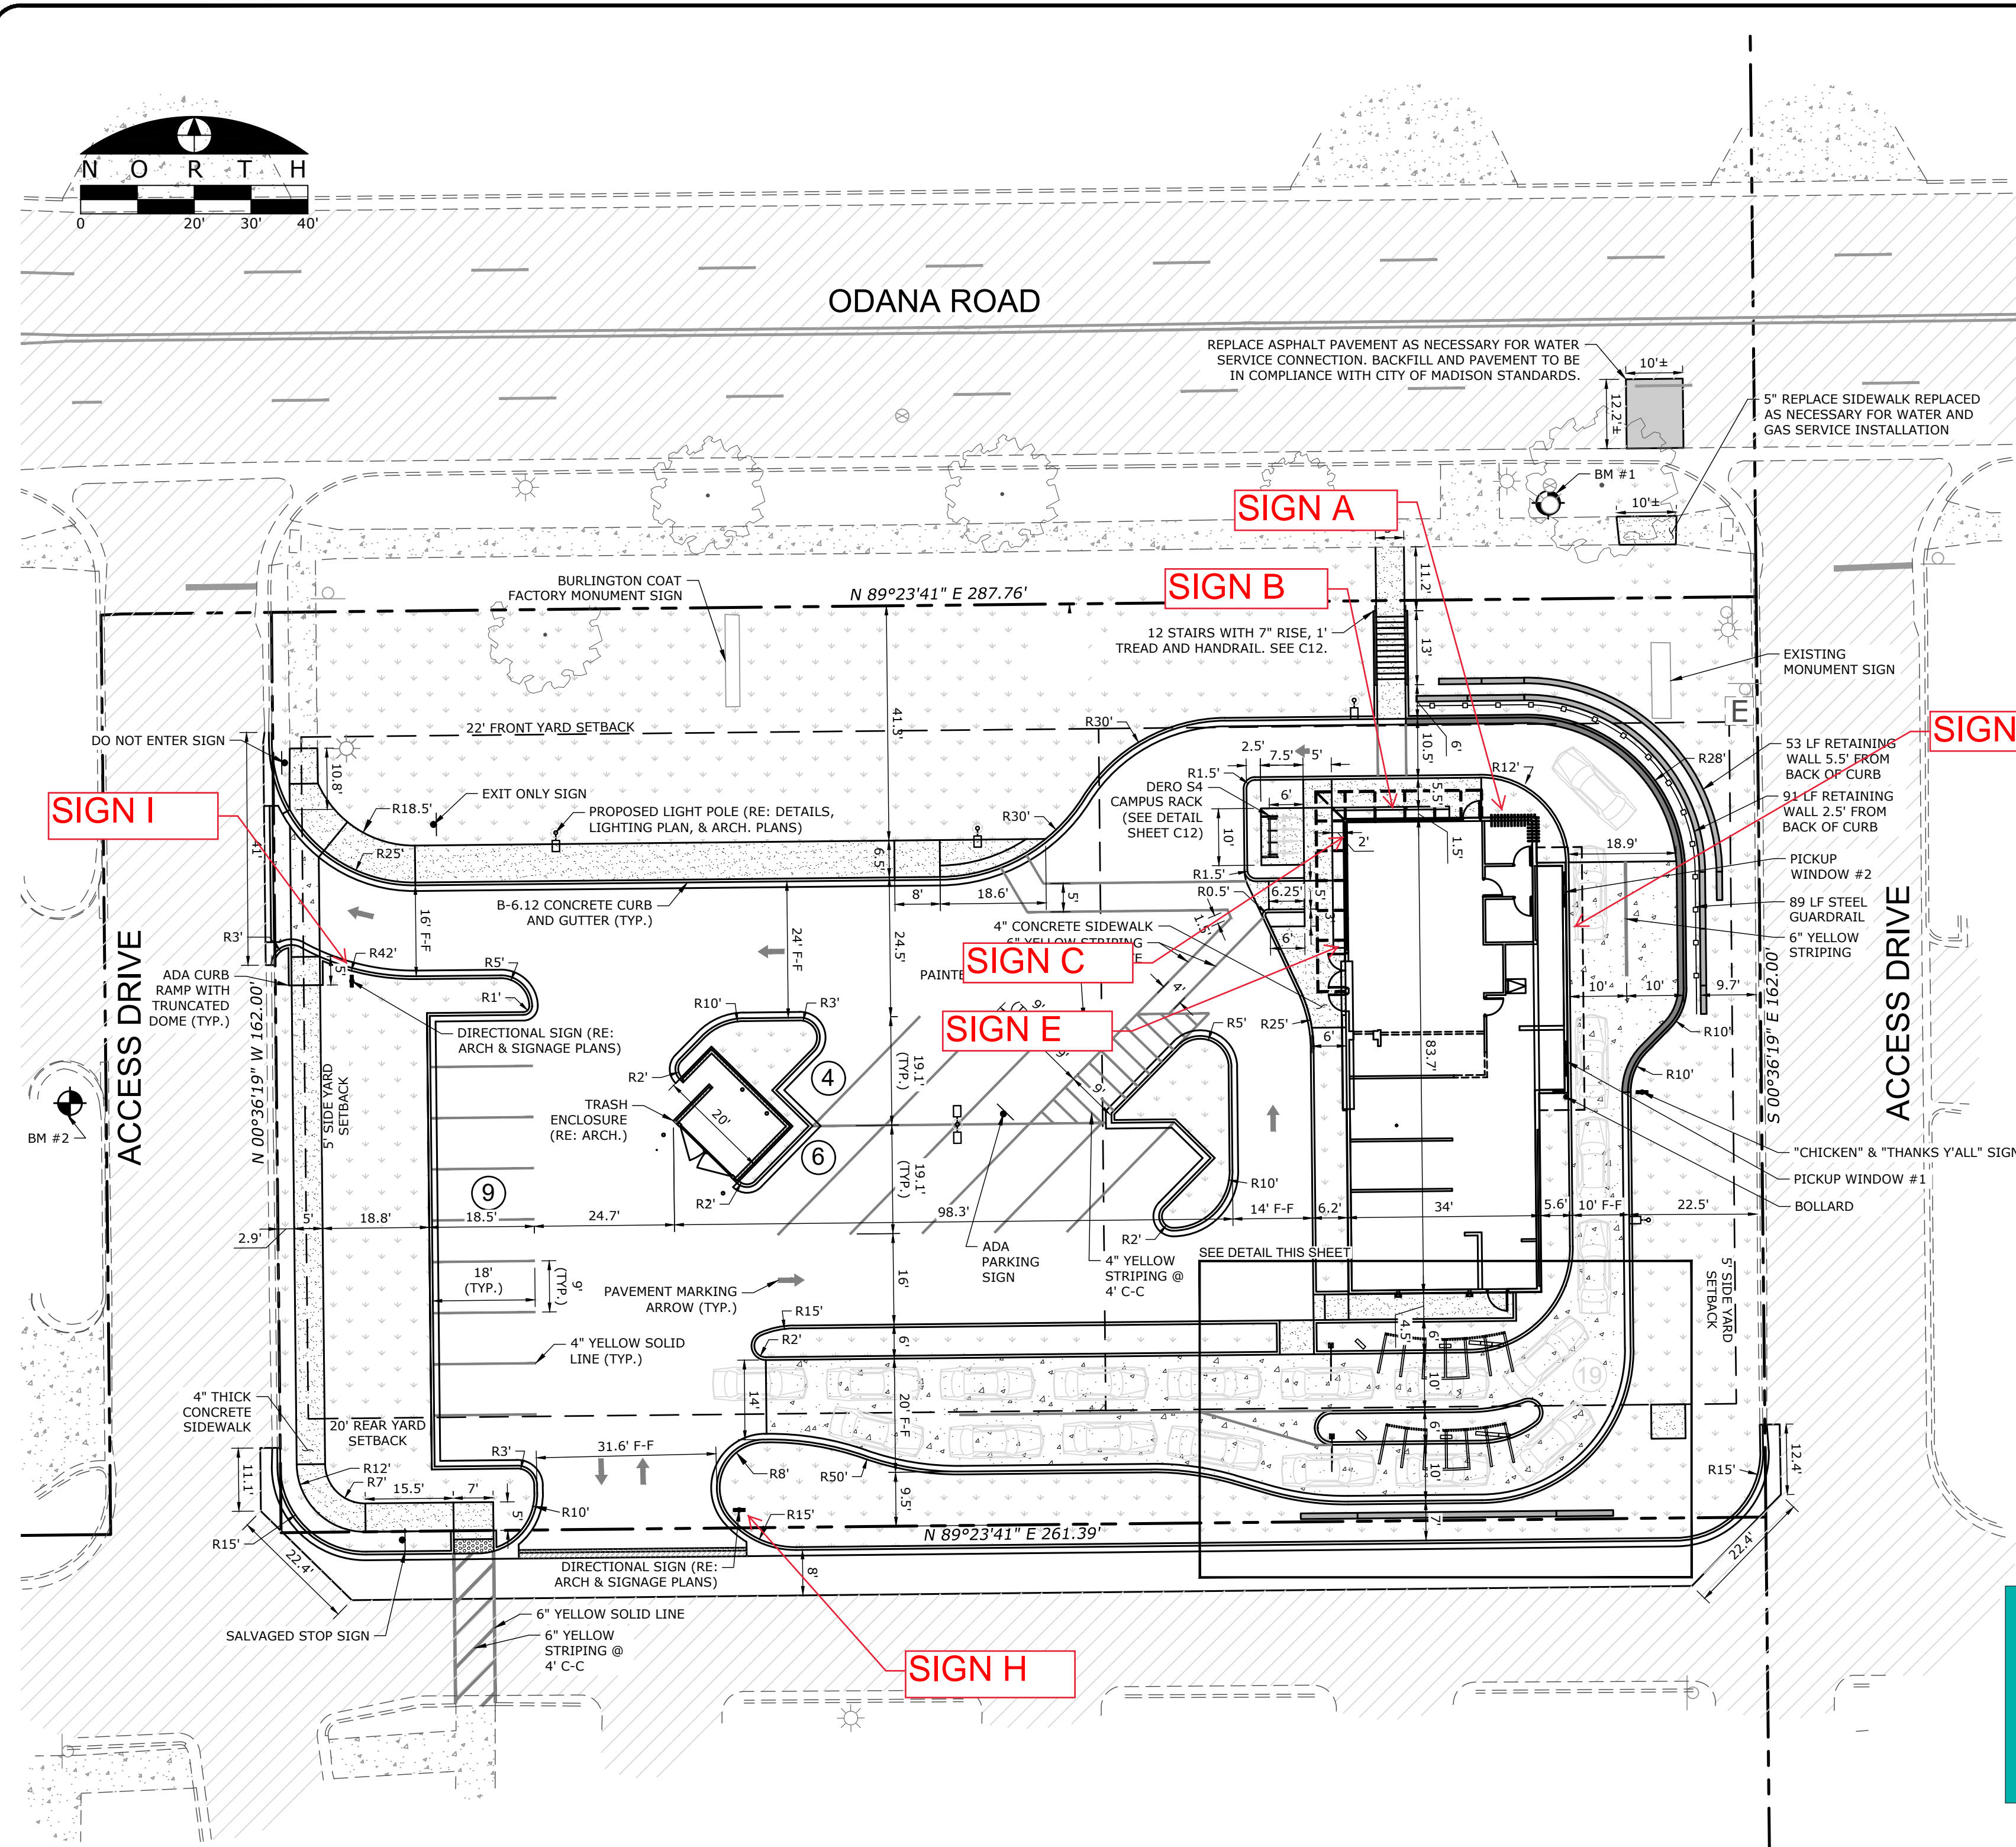 N O R T H
0 20' 30' 40'
ODANA ROAD
REPLACE ASPHALT PAVEMENT AS NECESSARY FOR WATER
SERVICE CONNECTION. BACKFILL AND PAVEMENT TO BE
IN COMPLIANCE WITH CITY OF MADISON STANDARDS.
10'±
12.2'±
5" REPLACE SIDEWALK REPLACED
AS NECESSARY FOR WATER AND
GAS SERVICE INSTALLATION
BM #1
10'±
SIGN A
SIGN B
BURLINGTON COAT
FACTORY MONUMENT SIGN
N 89°23'41" E 287.76'
11.2'
12 STAIRS WITH 7" RISE, 1'
TREAD AND HANDRAIL. SEE C12.
13'
EXISTING
MONUMENT SIGN
E
SIGN
22' FRONT YARD SETBACK
41.3'
R30'
DO NOT ENTER SIGN
10.8'
2.5'
7.5'
5'
10.5'
6'
R12'
R28'
53 LF RETAINING
WALL 5.5' FROM
BACK OF CURB
91 LF RETAINING
WALL 2.5' FROM
BACK OF CURB
SIGN I
R18.5'
EXIT ONLY SIGN
PROPOSED LIGHT POLE (RE: DETAILS,
LIGHTING PLAN, & ARCH. PLANS)
R30'
R1.5'
DERO S4
CAMPUS RACK
(SEE DETAIL
SHEET C12)
6'
10'
5.5'
1.5'
2'
18.9'
PICKUP
WINDOW #2
41'
R25'
6.5'
8'
18.6'
5'
R1.5'
R0.5'
6.25'
5'
3'
6'
1.5'
89 LF STEEL
GUARDRAIL
6" YELLOW
STRIPING
B-6.12 CONCRETE CURB
AND GUTTER (TYP.)
16' F-F
24' F-F
24.5'
4" CONCRETE SIDEWALK
6" YELLOW STRIPING
PAINTE
SIGN C
SIGN E
R3'
R42'
R5'
5'
R1'
ADA CURB
RAMP WITH
TRUNCATED
DOME (TYP.)
DIRECTIONAL SIGN (RE:
ARCH & SIGNAGE PLANS)
ACCESS DRIVE
N 00°36'19" W 162.00'
5' SIDE YARD
SETBACK
BM #2
R10'
R3'
R2'
TRASH
ENCLOSURE
(RE: ARCH.)
20'
R2'
4
6
9
19.1'
(TYP.)
19.1'
(TYP.)
9'
9'
9'
4'
R5'
R25'
6'
83.7'
10'
10'
9.7'
R10'
R10'
S 00°36'19" E 162.00'
ACCESS DRIVE
"CHICKEN" & "THANKS Y'ALL" SIGN
PICKUP WINDOW #1
BOLLARD
2.9'
5'
18.8'
18.5'
24.7'
98.3'
R10'
R2'
14' F-F
6.2'
34'
5.6'
10' F-F
22.5'
ADA
PARKING
SIGN
4" YELLOW
STRIPING @
4' C-C
SEE DETAIL THIS SHEET
18'
(TYP.)
9'
(TYP.)
PAVEMENT MARKING
ARROW (TYP.)
16'
R15'
R2'
6'
4" YELLOW SOLID
LINE (TYP.)
4.5'
6'
5' SIDE YARD
SETBACK
19
14'
20' F-F
10'
6'
10'
7'
4" THICK
CONCRETE
SIDEWALK
20' REAR YARD
SETBACK
R3'
31.6' F-F
R8'
R50'
9.5'
R12'
R7'
15.5'
7'
5'
R10'
R15'
11.1'
R15'
22.4'
R15'
12.4'
22.4'
N 89°23'41" E 261.39'
DIRECTIONAL SIGN (RE:
ARCH & SIGNAGE PLANS)
8'
SALVAGED STOP SIGN
6" YELLOW SOLID LINE
6" YELLOW
STRIPING @
4' C-C
SIGN H